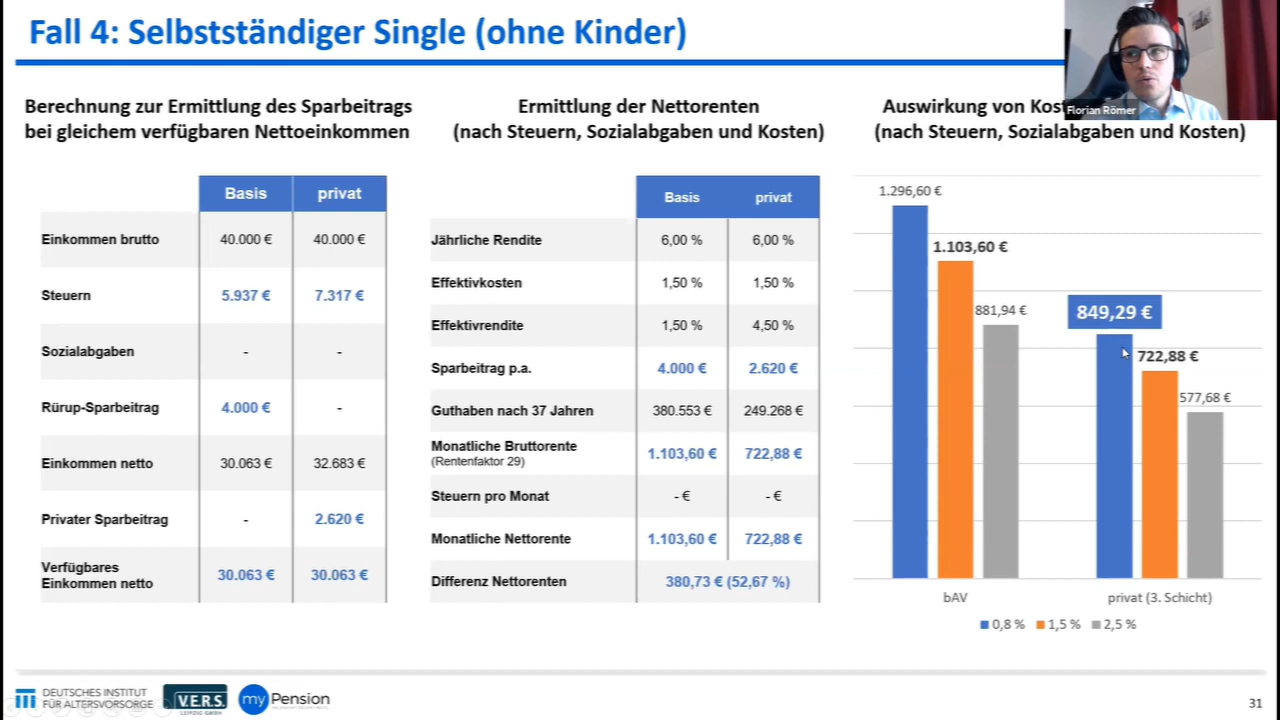 Fall 4: Selbstständiger Single (ohne Kinder)
Florian Römer
Berechnung zur Ermittlung des Sparbeitrags
bei gleichem verfügbaren Nettoeinkommen
Basis privat
Einkommen brutto 40.000 € 40.000 €
Steuern 5.937 € 7.317 €
Sozialabgaben - -
Rürup-Sparbeitrag 4.000 € -
Einkommen netto 30.063 € 32.683 €
Privater Sparbeitrag - 2.620 €
Verfügbares
Einkommen netto 30.063 € 30.063 €
Ermittlung der Nettorenten
(nach Steuern, Sozialabgaben und Kosten)
Basis privat
Jährliche Rendite 6,00 % 6,00 %
Effektivkosten 1,50 % 1,50 %
Effektivrendite 1,50 % 4,50 %
Sparbeitrag p.a. 4.000 € 2.620 €
Guthaben nach 37 Jahren 380.553 € 249.268 €
Monatliche Bruttorente
(Rentenfaktor 29) 1.103,60 € 722,88 €
Steuern pro Monat - € - €
Monatliche Nettorente 1.103,60 € 722,88 €
Differenz Nettorenten 380,73 € (52,67 %)
Auswirkung von
(nach Steuern, Sozialabgaben und Kosten)
1.296,60 €
1.103,60 €
881,94 €
849,29 €
722,88 €
577,68 €
bAV privat (3. Schicht)
0,8 % 1,5 % 2,5 %
DEUTSCHES INSTITUT
FÜR ALTERSVORSORGE
V.E.R.S.
LEIPZIG GMBH
myPension
31